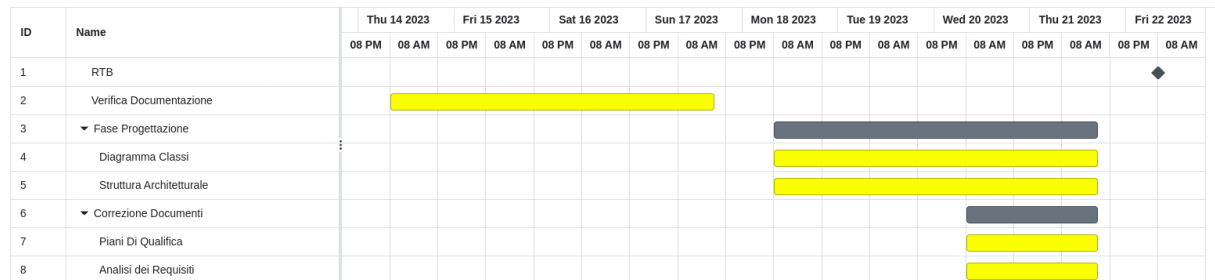 ID Name Thu 14 2023 Fri 15 2023 Sat 16 2023 Sun 17 2023 Mon 18 2023 Tue 19 2023 Wed 20 2023 Thu 21 2023 Fri 22 2023
08 PM 08 AM 08 PM 08 AM 08 PM 08 AM 08 PM 08 AM 08 PM 08 AM 08 PM 08 AM 08 PM 08 AM 08 PM 08 AM 08 PM 08 AM
1 RTB
2 Verifica Documentazione
3 Fase Progettazione
4 Diagramma Classi
5 Struttura Architetturale
6 Correzione Documenti
7 Piani Di Qualifica
8 Analisi dei Requisiti